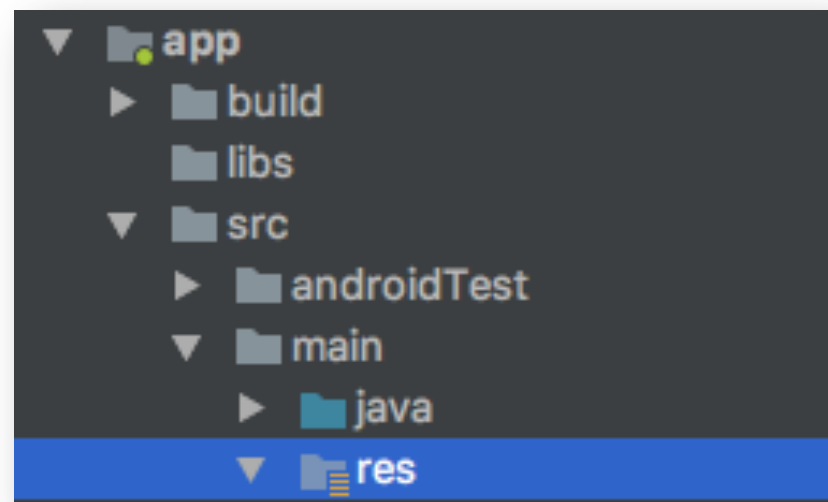 app
build
libs
src
androidTest
main
java
res